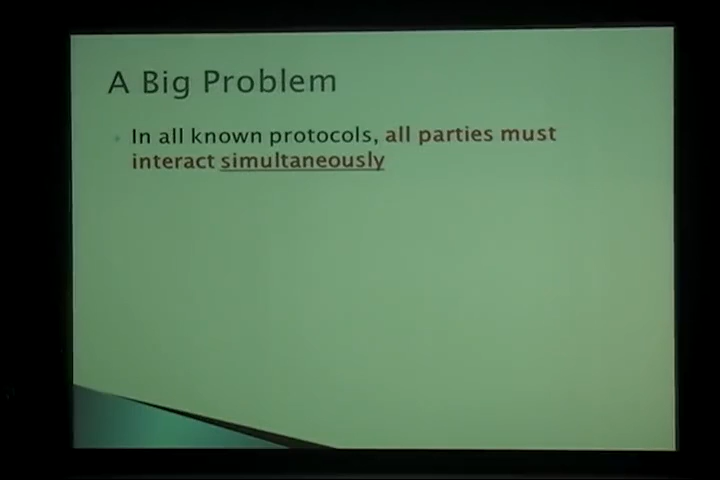 A Big Problem
In all known protocols, all parties must
interact simultaneously